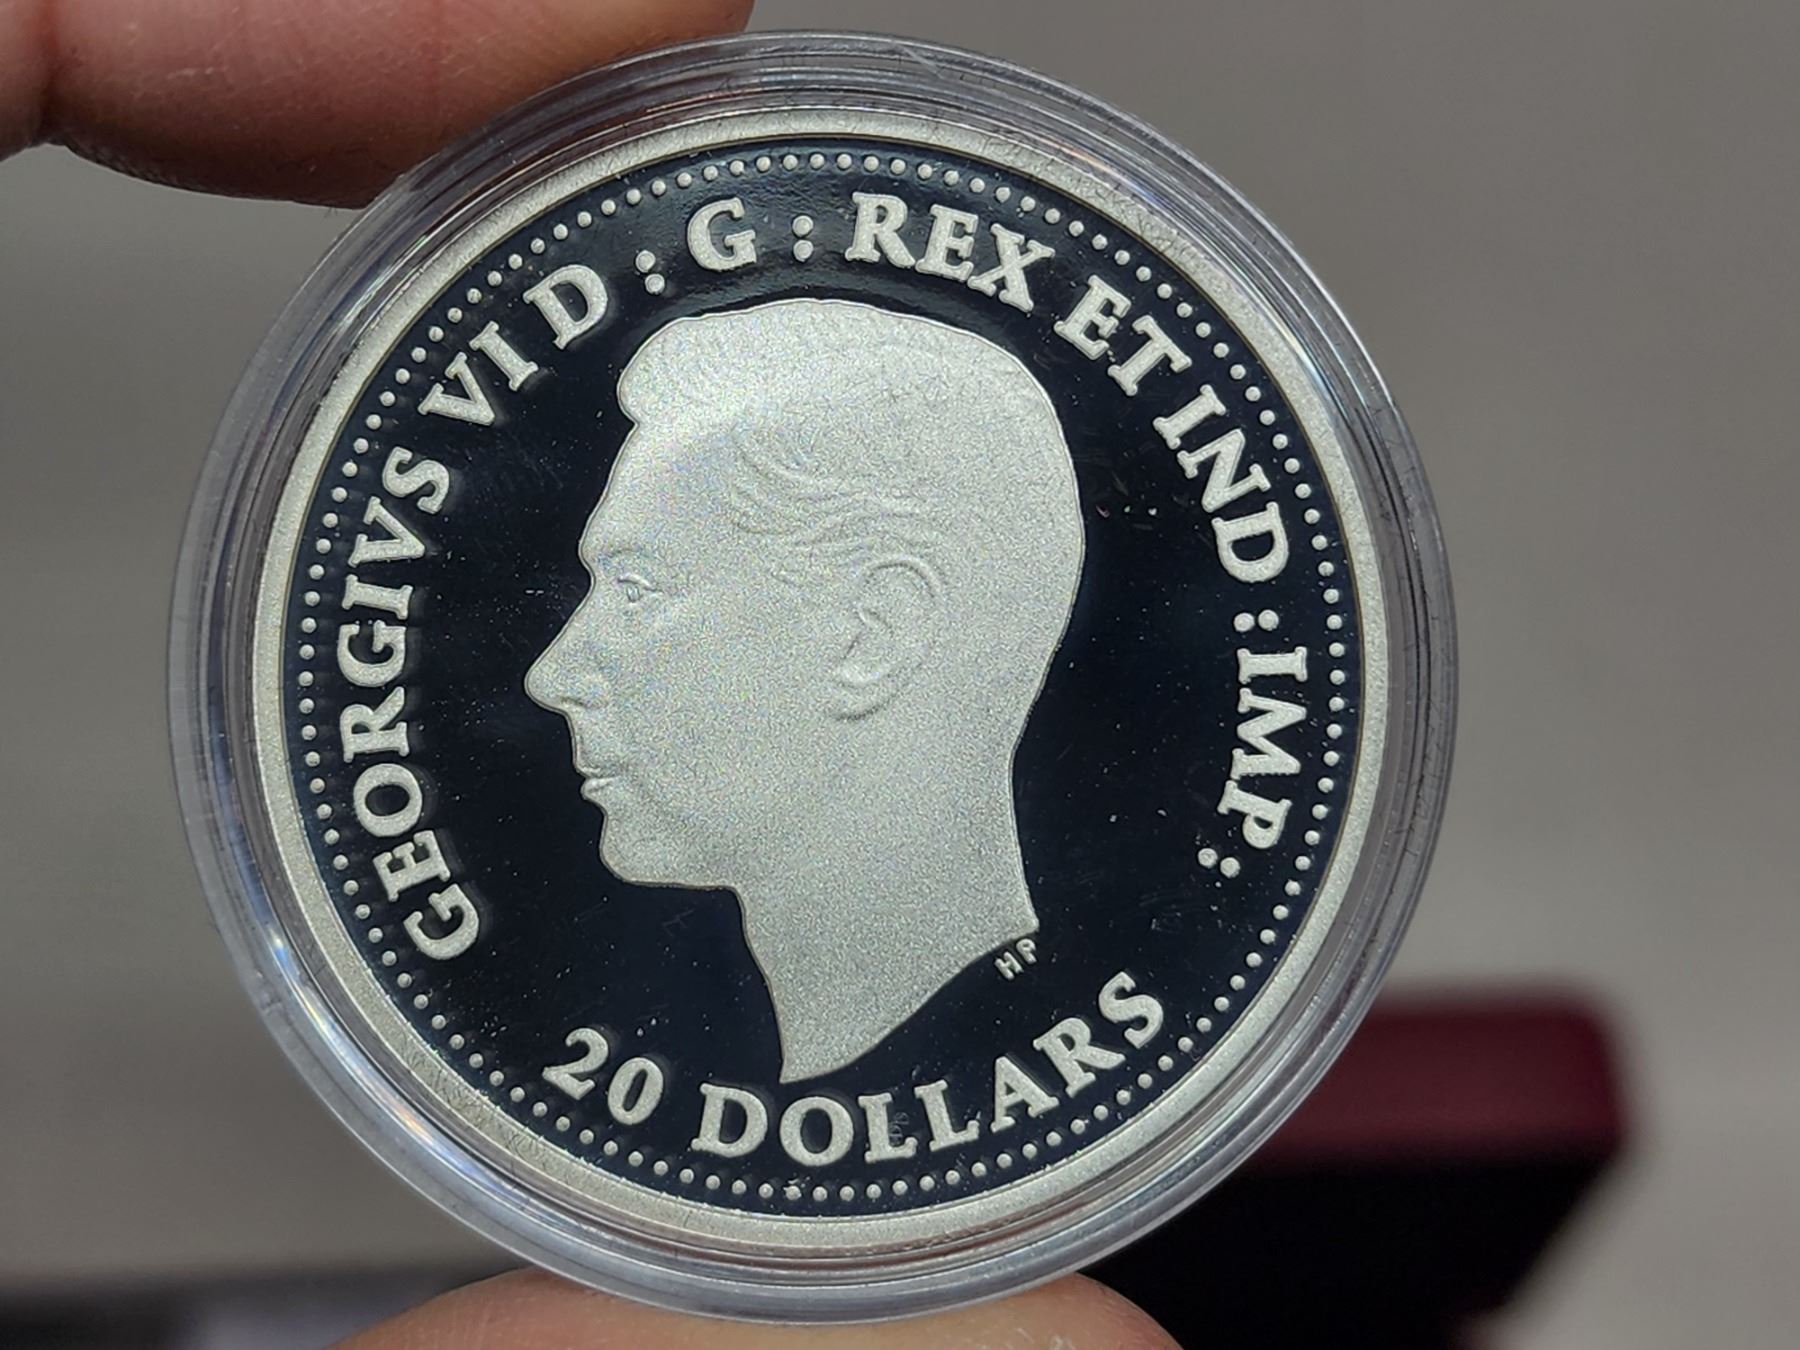 GEORGIVS VI D : G : REX ET IND : IMP :
HP
20 DOLLARS